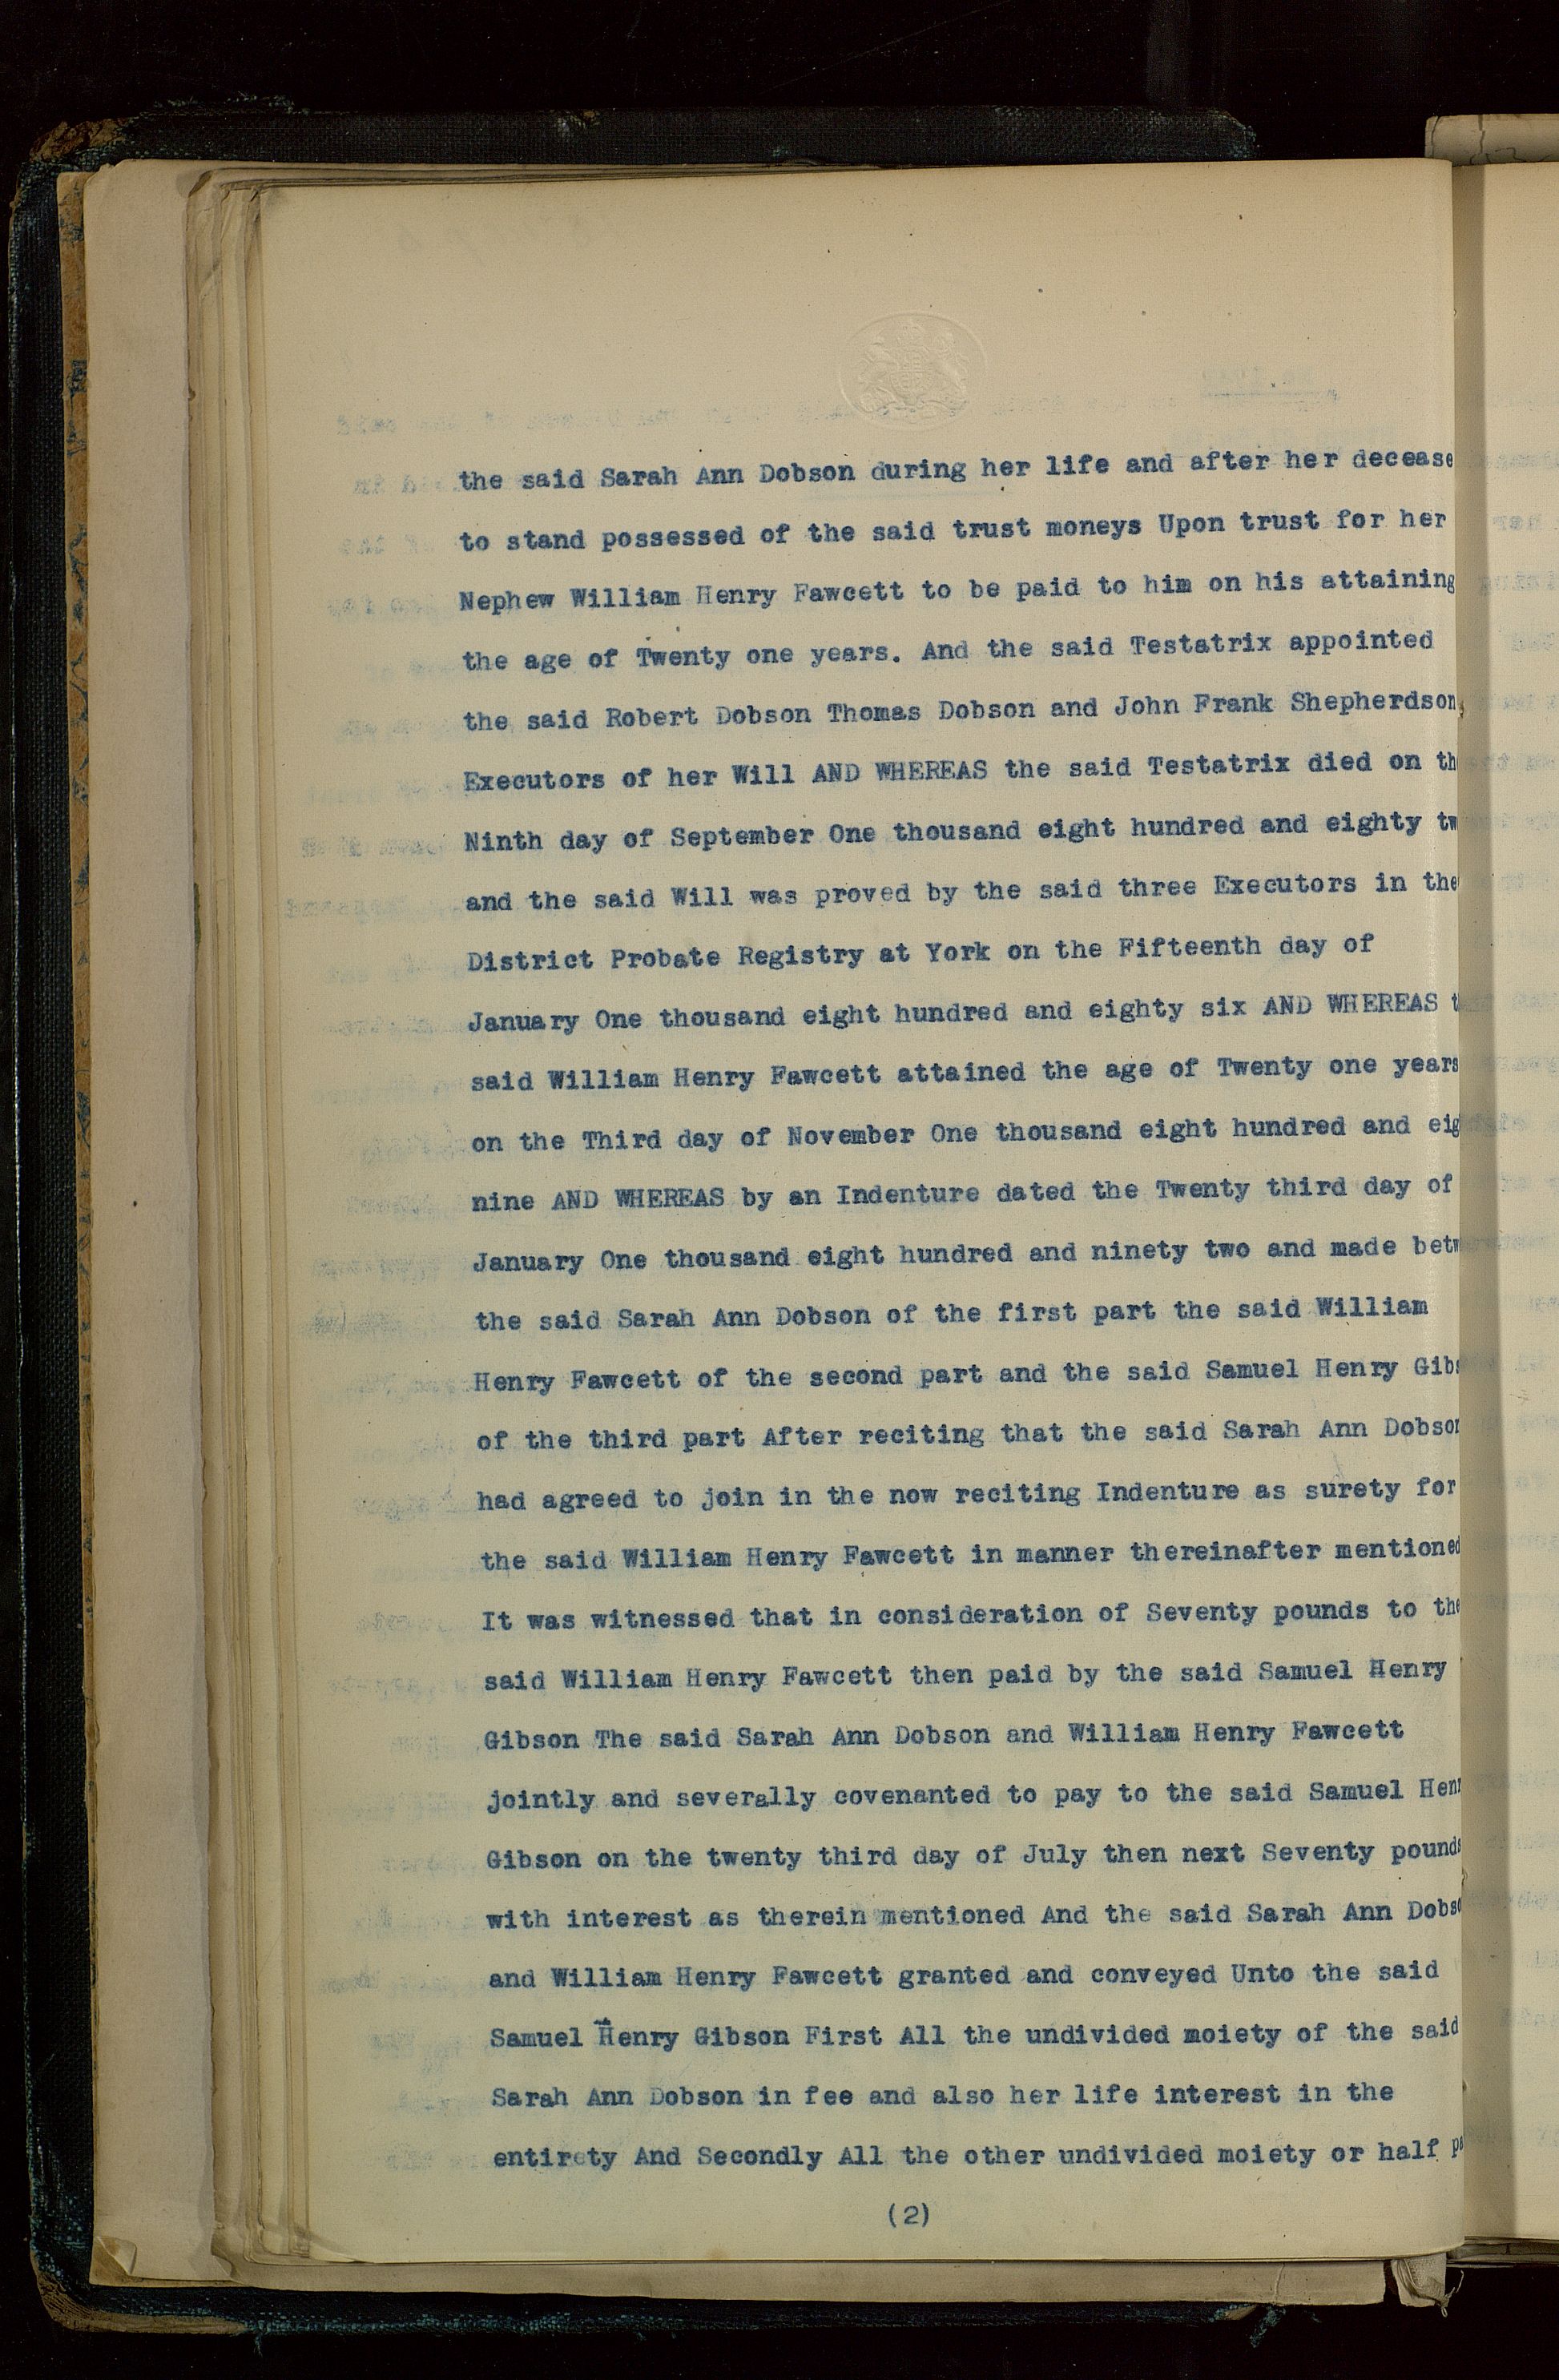 the said Sarah Ann Dobson during her life and after her decease
to stand possessed of the said trust moneys Upon trust for her
Nephew William Henry Fawcett to be paid to him on his attaining
the age of Twenty one years. And the said Testatrix appointed
the said Robert Dobson Thomas Dobson and John Frank Shepherdson,
Executors of her Will AND WHEREAS the said Testatrix died on th
Ninth day of September One thousand eight hundred and eighty tw
and the said Will was proved by the said three Executors in the
District Probate Registry at York on the Fifteenth day of
January One thousand eight hundred and eighty six AND WHEREAS t
said William Henry Fawcett attained the age of Twenty one years
on the Third day of November One thousand eight hundred and eig
nine AND WHEREAS by an Indenture dated the Twenty third day of
January One thousand eight hundred and ninety two and made betw
the said Sarah Ann Dobson of the first part the said William
Henry Fawcett of the second part and the said Samuel Henry Gibs
of the third part After reciting that the said Sarah Ann Dobson
had agreed to join in the now reciting Indenture as surety for
the said William Henry Fawcett in manner thereinafter mentioned
It was witnessed that in consideration of Seventy pounds to the
said William Henry Fawcett then paid by the said Samuel Henry
Gibson The said Sarah Ann Dobson and William Henry Fawcett
jointly and severally covenanted to pay to the said Samuel Henr
Gibson on the twenty third day of July then next Seventy pounds
with interest as therein mentioned And the said Sarah Ann Dobso
and William Henry Fawcett granted and conveyed Unto the said
Samuel Henry Gibson First All the undivided moiety of the said
Sarah Ann Dobson in fee and also her life interest in the
entirety And Secondly All the other undivided moiety or half pa
(2)